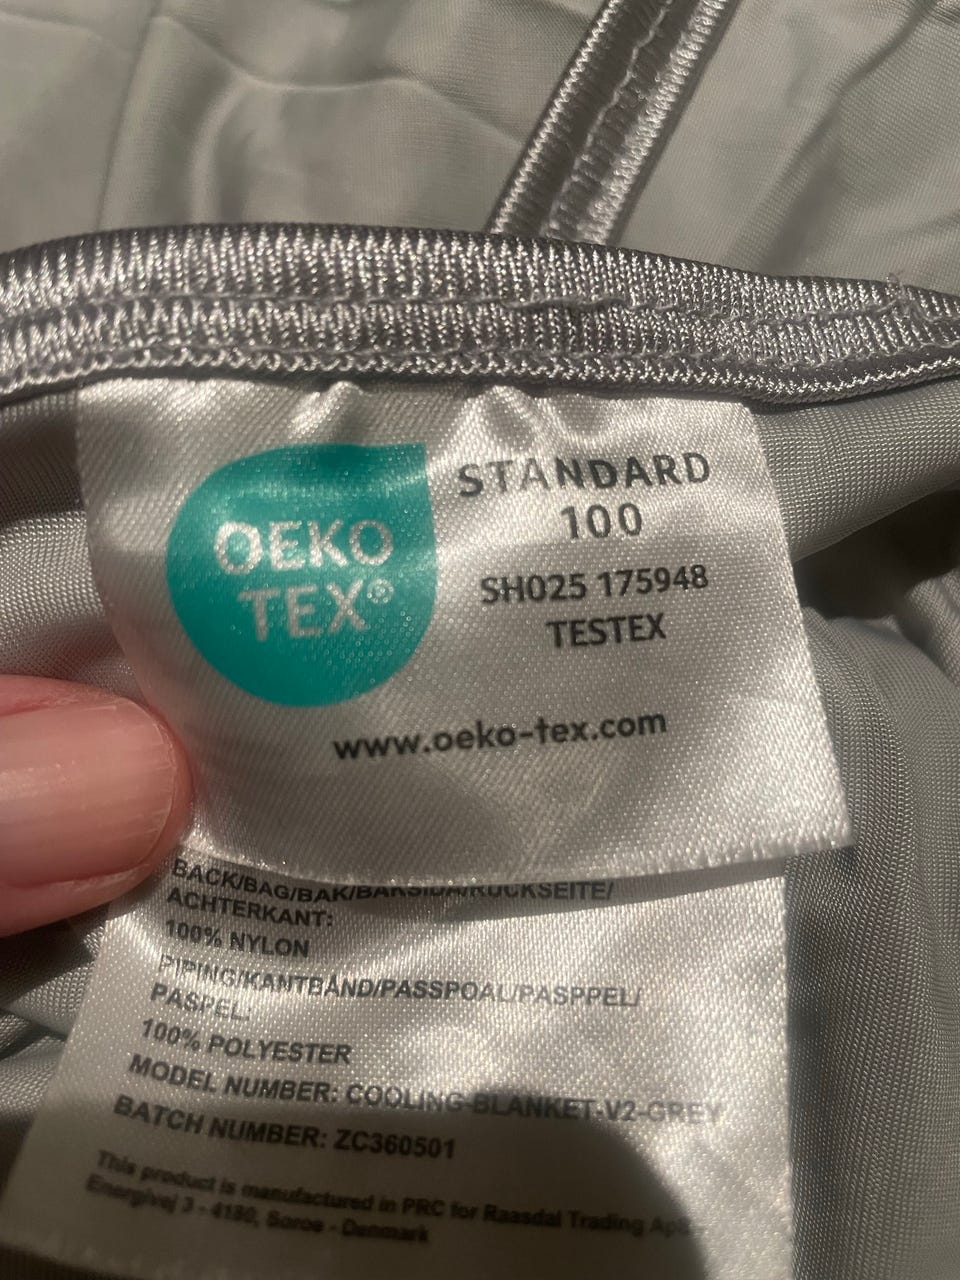 OEKO
TEX®
STANDARD
100
SH025 175948
TESTEX
www.oeko-tex.com
BACK/BAG/BAK/BAKSIDA/RÜCKSEITE/
ACHTERKANT:
100% NYLON
PIPING/KANTBÅND/PASSPOAL/PASPPEL/
PASPEL:
100% POLYESTER
MODEL NUMBER: COOLING-BLANKET-V2-GREY
BATCH NUMBER: ZC360501
This product is manufactured in PRC for Raasdal Trading ApS -
Energivej 3 - 4180, Soroe - Danmark